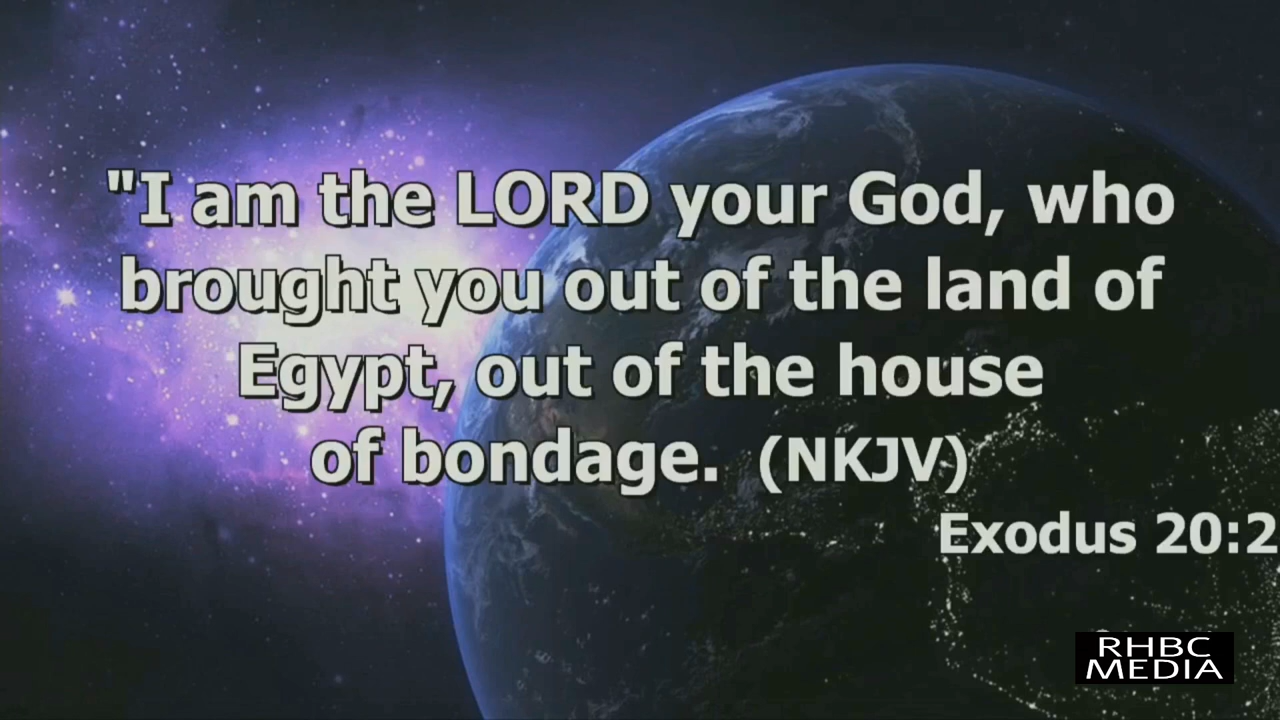 "I am the LORD your God, who
brought you out of the land of
Egypt, out of the house
of bondage.  (NKJV)
Exodus 20:2
RHBC
MEDIA